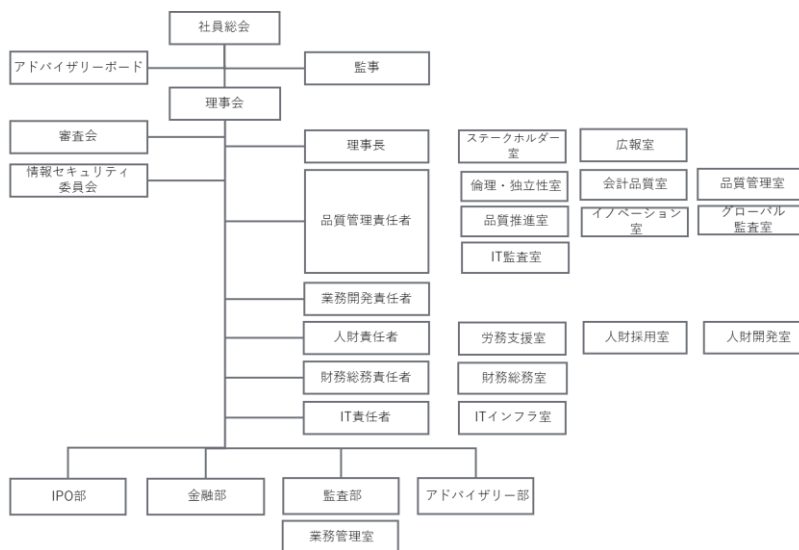 社員総会
アドバイザリーボード
監事
理事会
審査会
情報セキュリティ
委員会
理事長
ステークホルダー
室
広報室
品質管理責任者
倫理・独立性室
会計品質室
品質管理室
品質推進室
イノベーション
室
グローバル
監査室
IT監査室
業務開発責任者
人財責任者
労務支援室
人財採用室
人財開発室
財務総務責任者
財務総務室
IT責任者
ITインフラ室
IPO部
金融部
監査部
アドバイザリー部
業務管理室